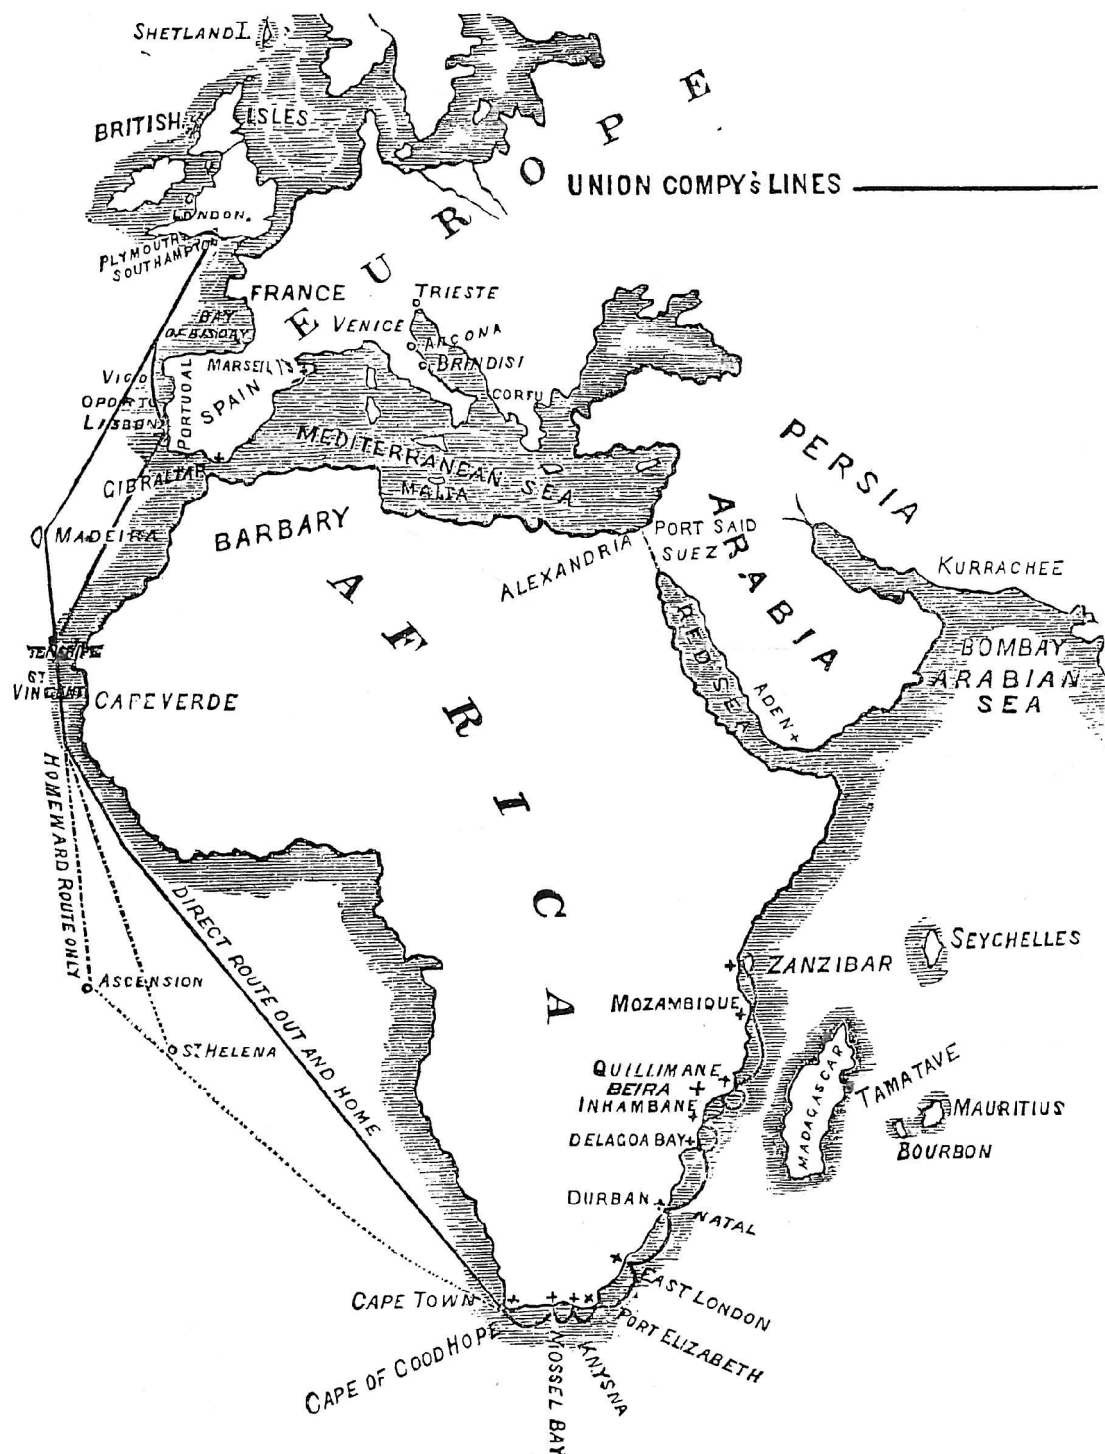 SHETLAND I.
BRITISH ISLES
EUROPE
UNION COMPY'S LINES
LONDON.
PLYMOUTH
SOUTHAMPTON
FRANCE
TRIESTE
VENICE
ANCONA
BRINDISI
BAY
OF BISCAY
MARSEIL'S
CORFU
VIGO
OPORTO
LISBON
PORTUGAL
SPAIN
GIBRALTAR
MEDITERRANEAN SEA
MALTA
PERSIA
MADEIRA
BARBARY
ALEXANDRIA
PORT SAID
SUEZ
ARABIA
KURRACHEE
AFRICA
RED SEA
TENERIFE
BOMBAY
ARABIAN
SEA
ST
VINCENT
CAPE VERDE
ADEN
HOMEWARD ROUTE ONLY
DIRECT ROUTE OUT AND HOME
SEYCHELLES
ZANZIBAR
ASCENSION
MOZAMBIQUE
ST HELENA
QUILLIMANE
BEIRA
INHAMBANE
MADAGASCAR
TAMATAVE
MAURITIUS
DELAGOA BAY
BOURBON
DURBAN
NATAL
CAPE TOWN
EAST LONDON
PORT ELIZABETH
CAPE OF GOOD HOPE
MOSSEL BAY
KNYSNA